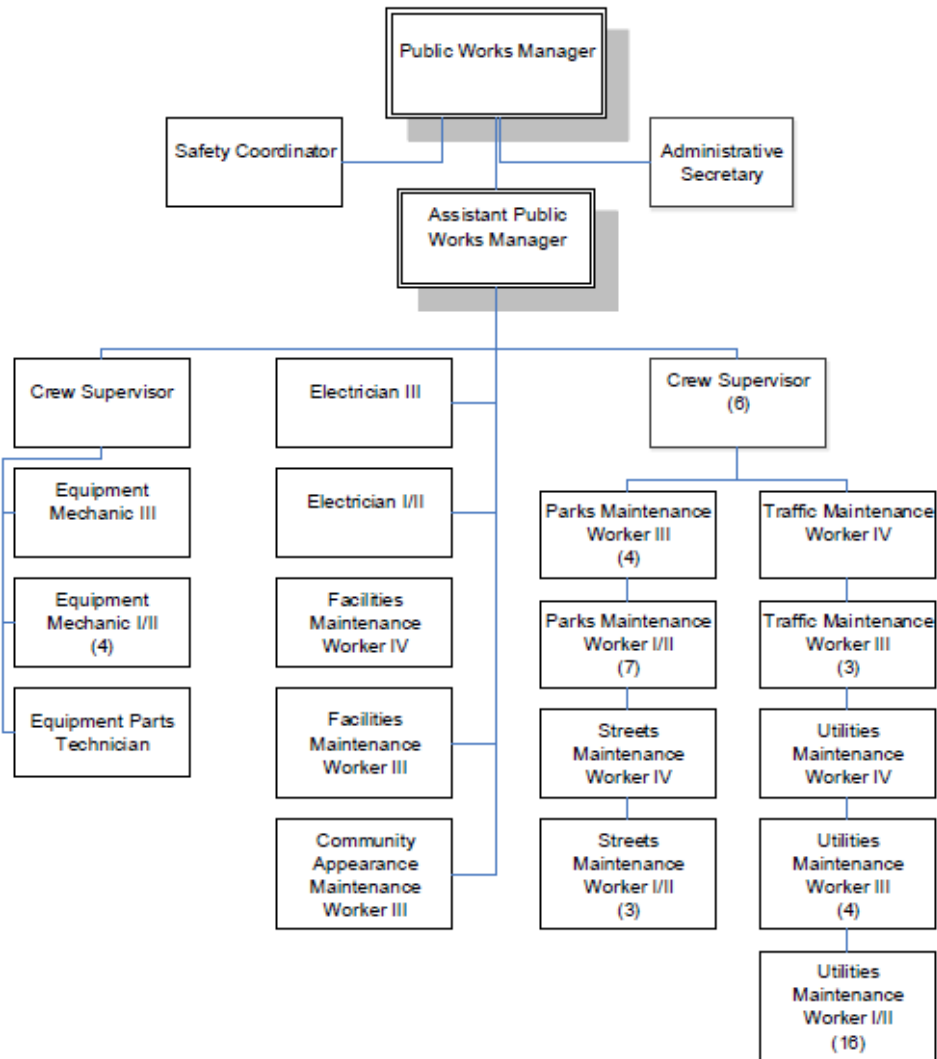 Public Works Manager
Safety Coordinator
Administrative
Secretary
Assistant Public
Works Manager
Crew Supervisor
Equipment
Mechanic III
Equipment
Mechanic I/II
(4)
Equipment Parts
Technician
Electrician III
Electrician I/II
Facilities
Maintenance
Worker IV
Facilities
Maintenance
Worker III
Community
Appearance
Maintenance
Worker III
Crew Supervisor
(6)
Parks Maintenance
Worker III
(4)
Parks Maintenance
Worker I/II
(7)
Streets
Maintenance
Worker IV
Streets
Maintenance
Worker I/II
(3)
Traffic Maintenance
Worker IV
Traffic Maintenance
Worker III
(3)
Utilities
Maintenance
Worker IV
Utilities
Maintenance
Worker III
(4)
Utilities
Maintenance
Worker I/II
(16)